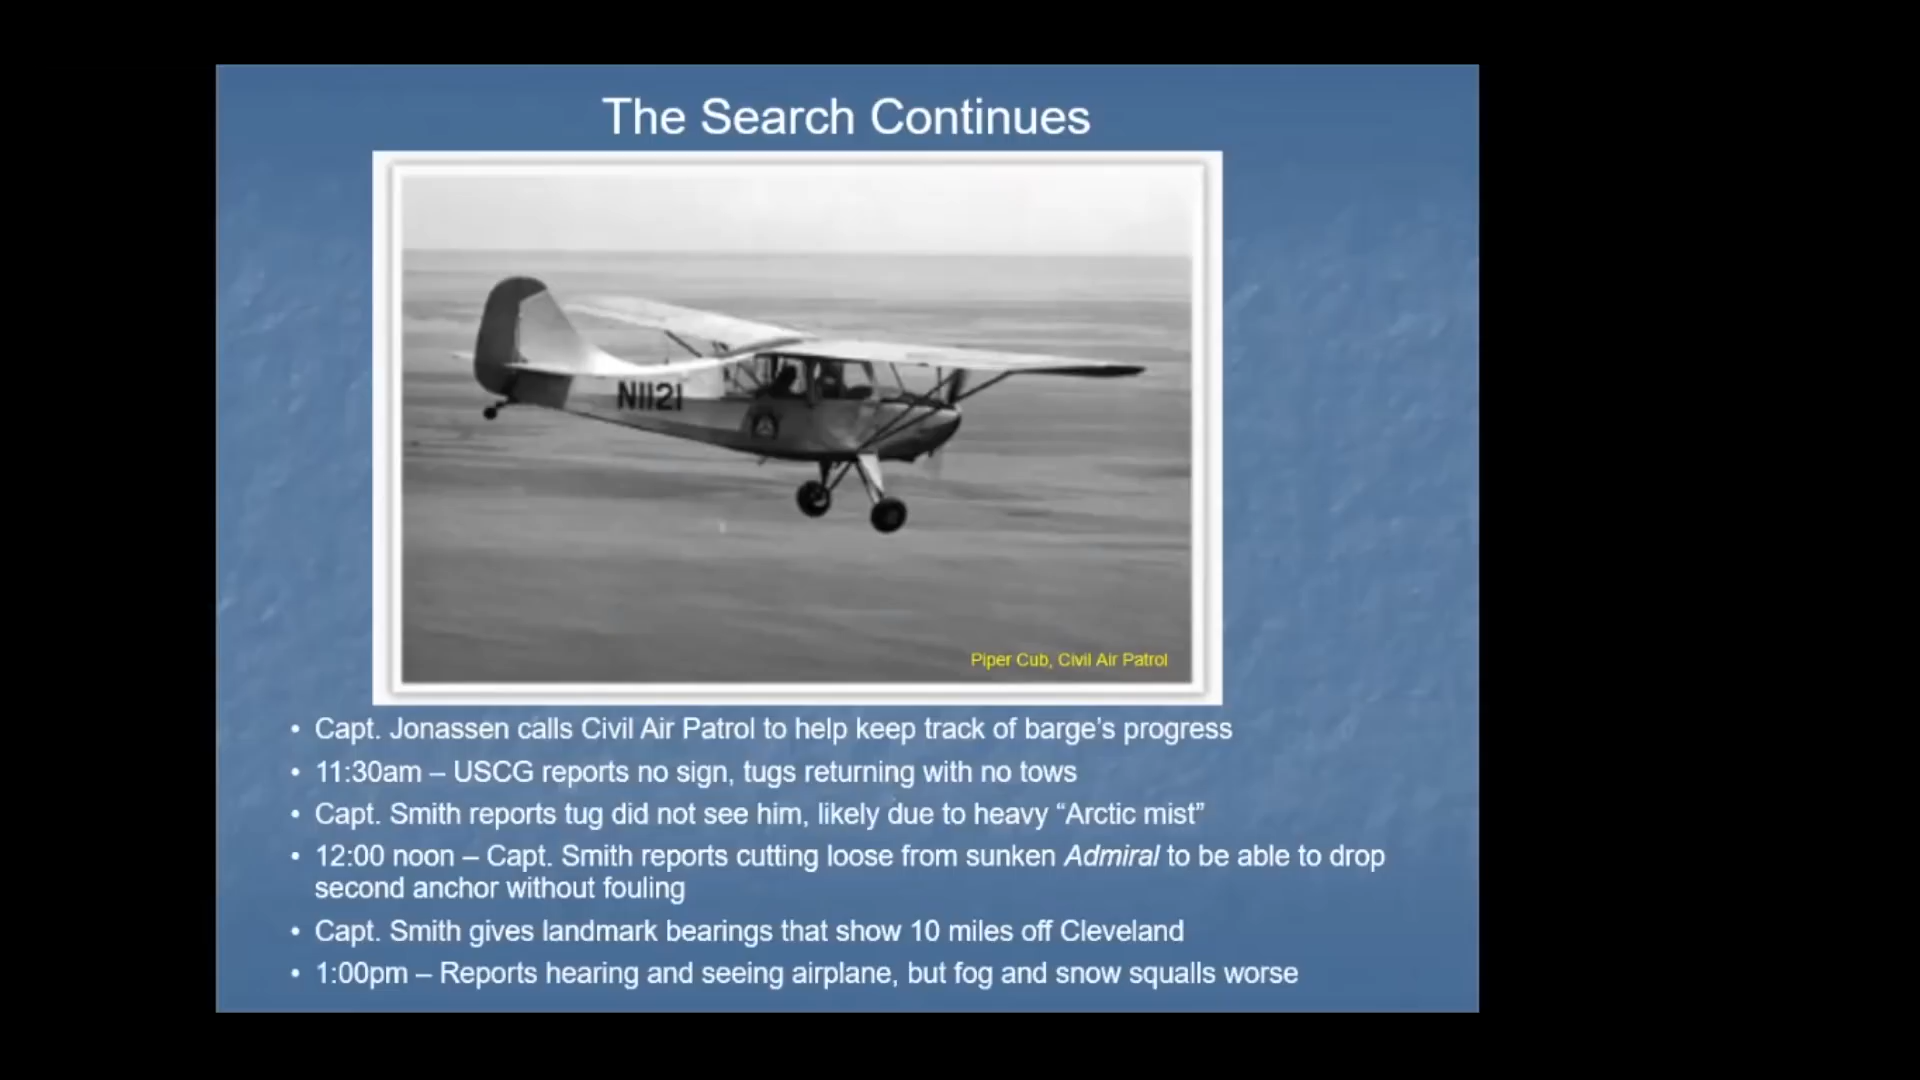 The Search Continues
N1121
Piper Cub, Civil Air Patrol
• Capt. Jonassen calls Civil Air Patrol to help keep track of barge’s progress
• 11:30am – USCG reports no sign, tugs returning with no tows
• Capt. Smith reports tug did not see him, likely due to heavy “Arctic mist”
• 12:00 noon – Capt. Smith reports cutting loose from sunken Admiral to be able to drop
second anchor without fouling
• Capt. Smith gives landmark bearings that show 10 miles off Cleveland
• 1:00pm – Reports hearing and seeing airplane, but fog and snow squalls worse